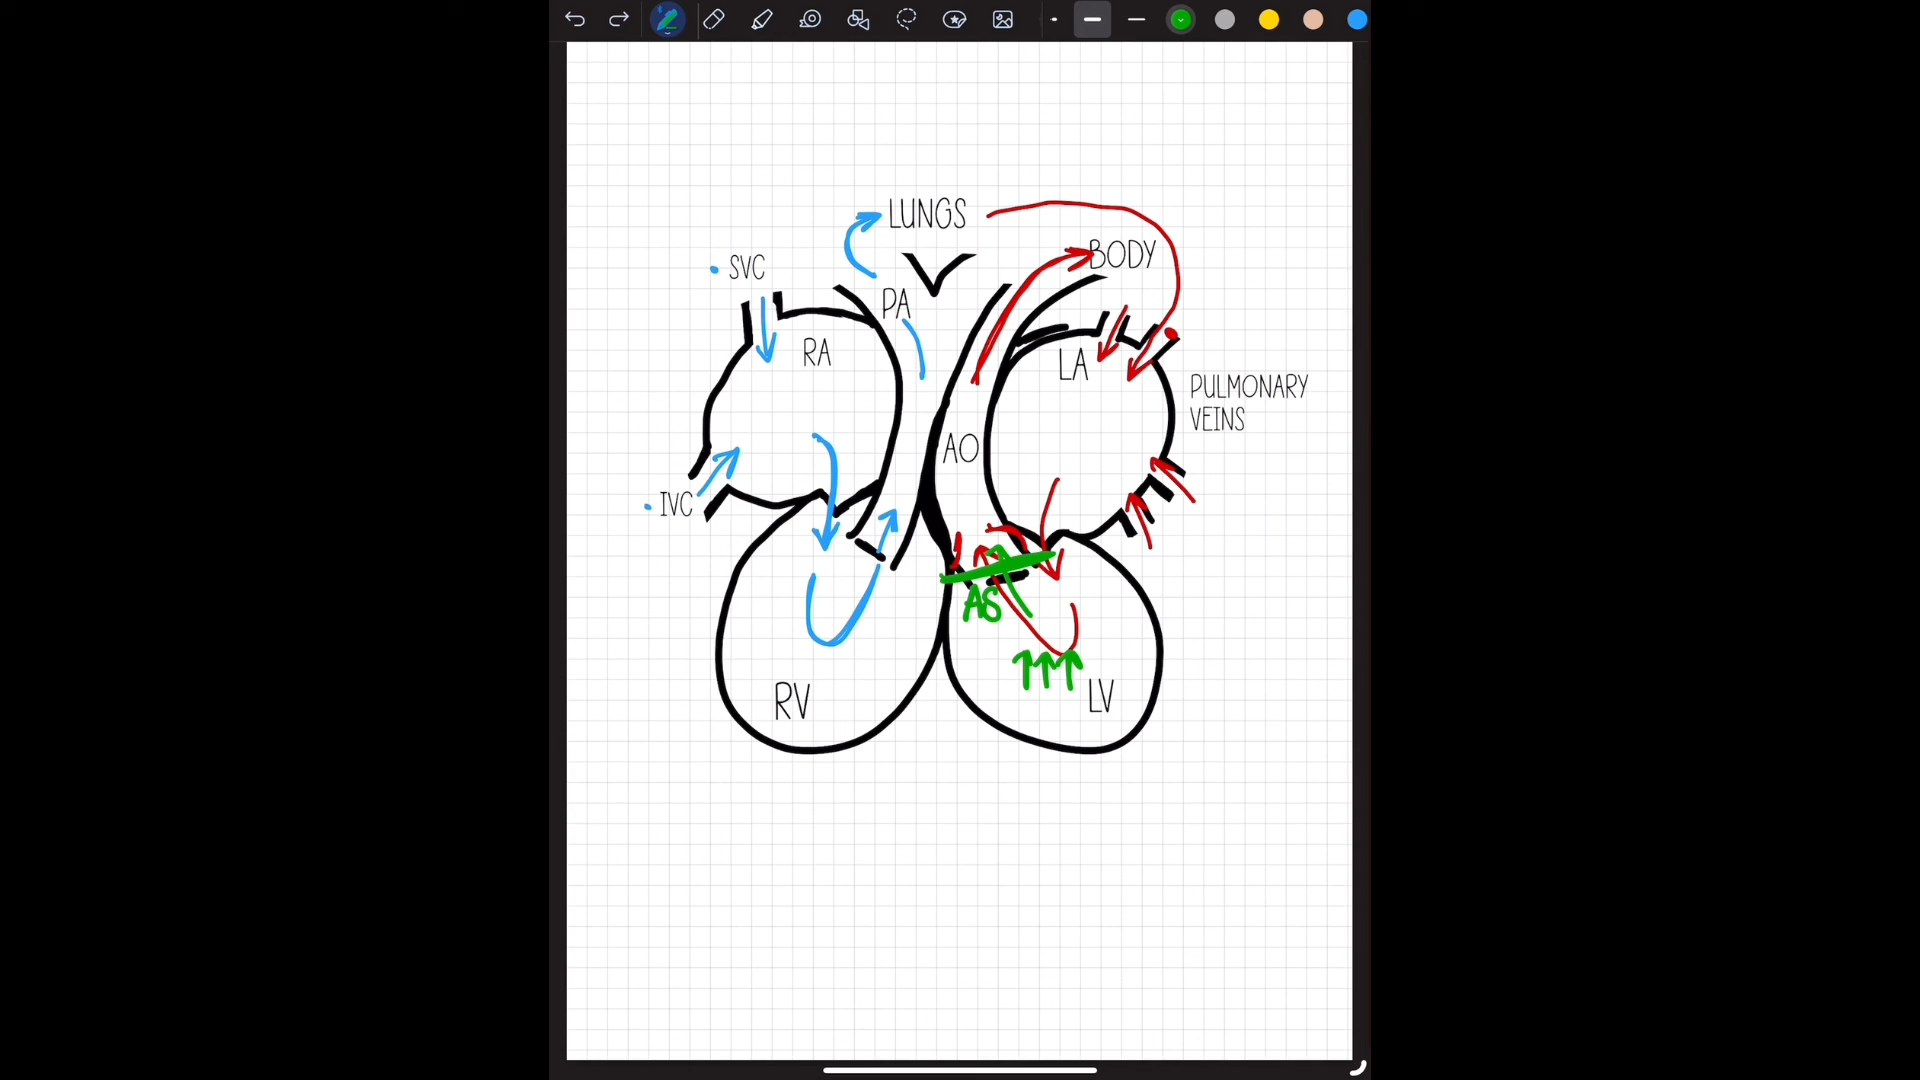 LUNGS
BODY
SVC
PA
RA
LA
PULMONARY
VEINS
AO
IVC
AS
RV
LV